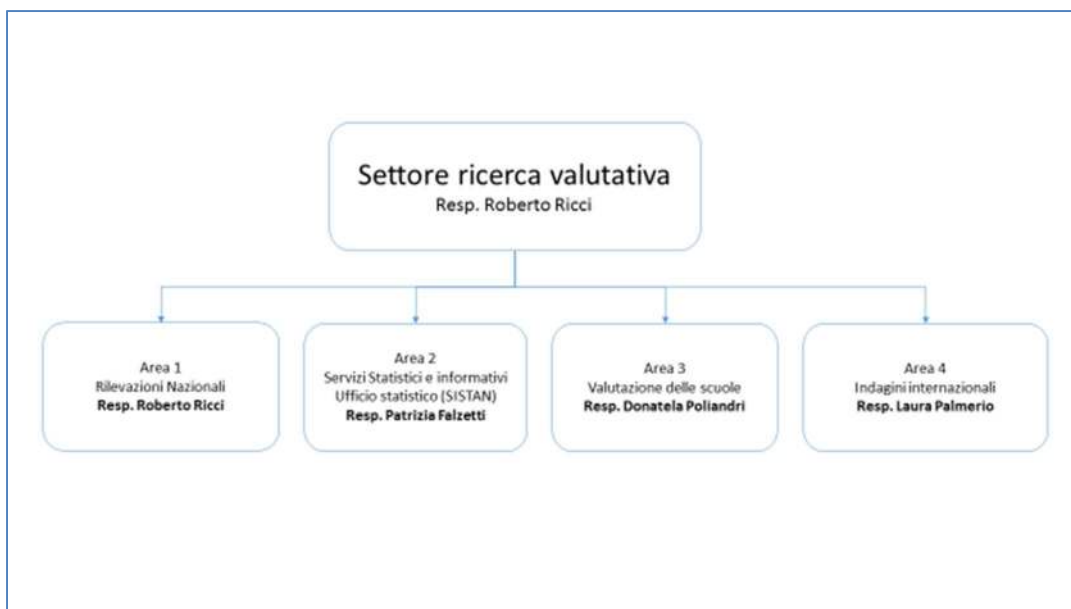 Settore ricerca valutativa
Resp. Roberto Ricci
Area 1
Rilevazioni Nazionali
Resp. Roberto Ricci
Area 2
Servizi Statistici e informativi
Ufficio statistico (SISTAN)
Resp. Patrizia Falzetti
Area 3
Valutazione delle scuole
Resp. Donatela Poliandri
Area 4
Indagini internazionali
Resp. Laura Palmerio